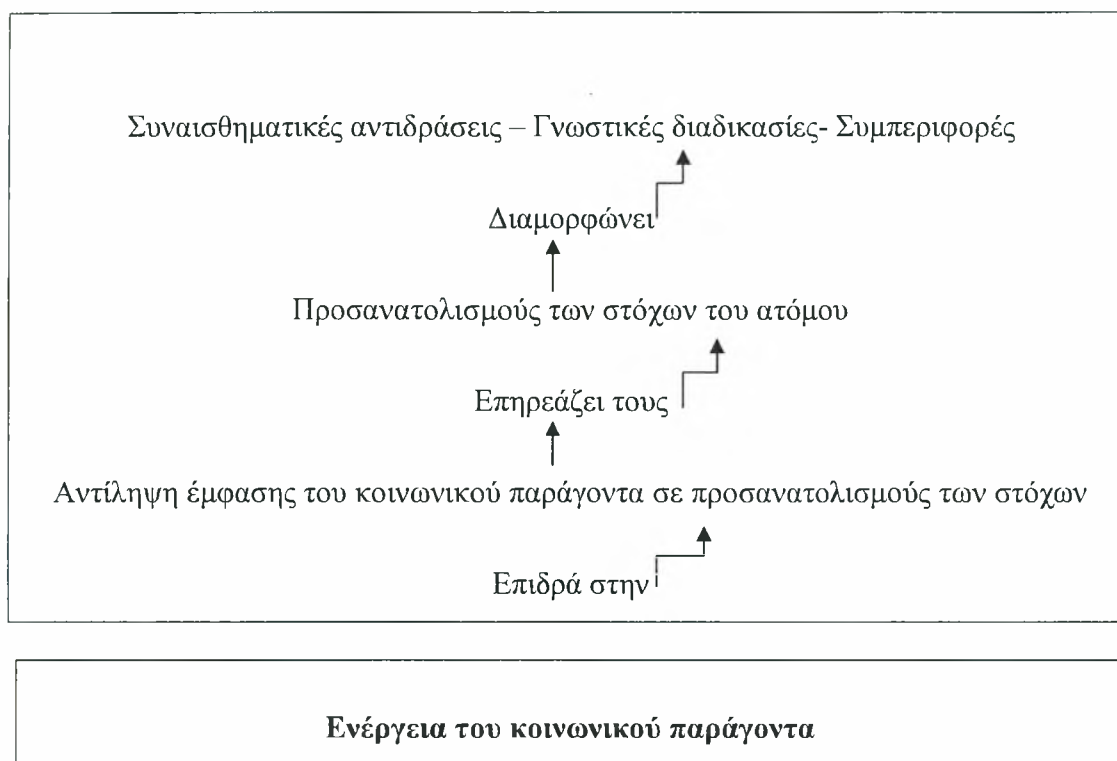 Συναισθηματικές αντιδράσεις – Γνωστικές διαδικασίες- Συμπεριφορές
Διαμορφώνει
Προσανατολισμούς των στόχων του ατόμου
Επηρεάζει τους
Αντίληψη έμφασης του κοινωνικού παράγοντα σε προσανατολισμούς των στόχων
Επιδρά στην
Ενέργεια του κοινωνικού παράγοντα